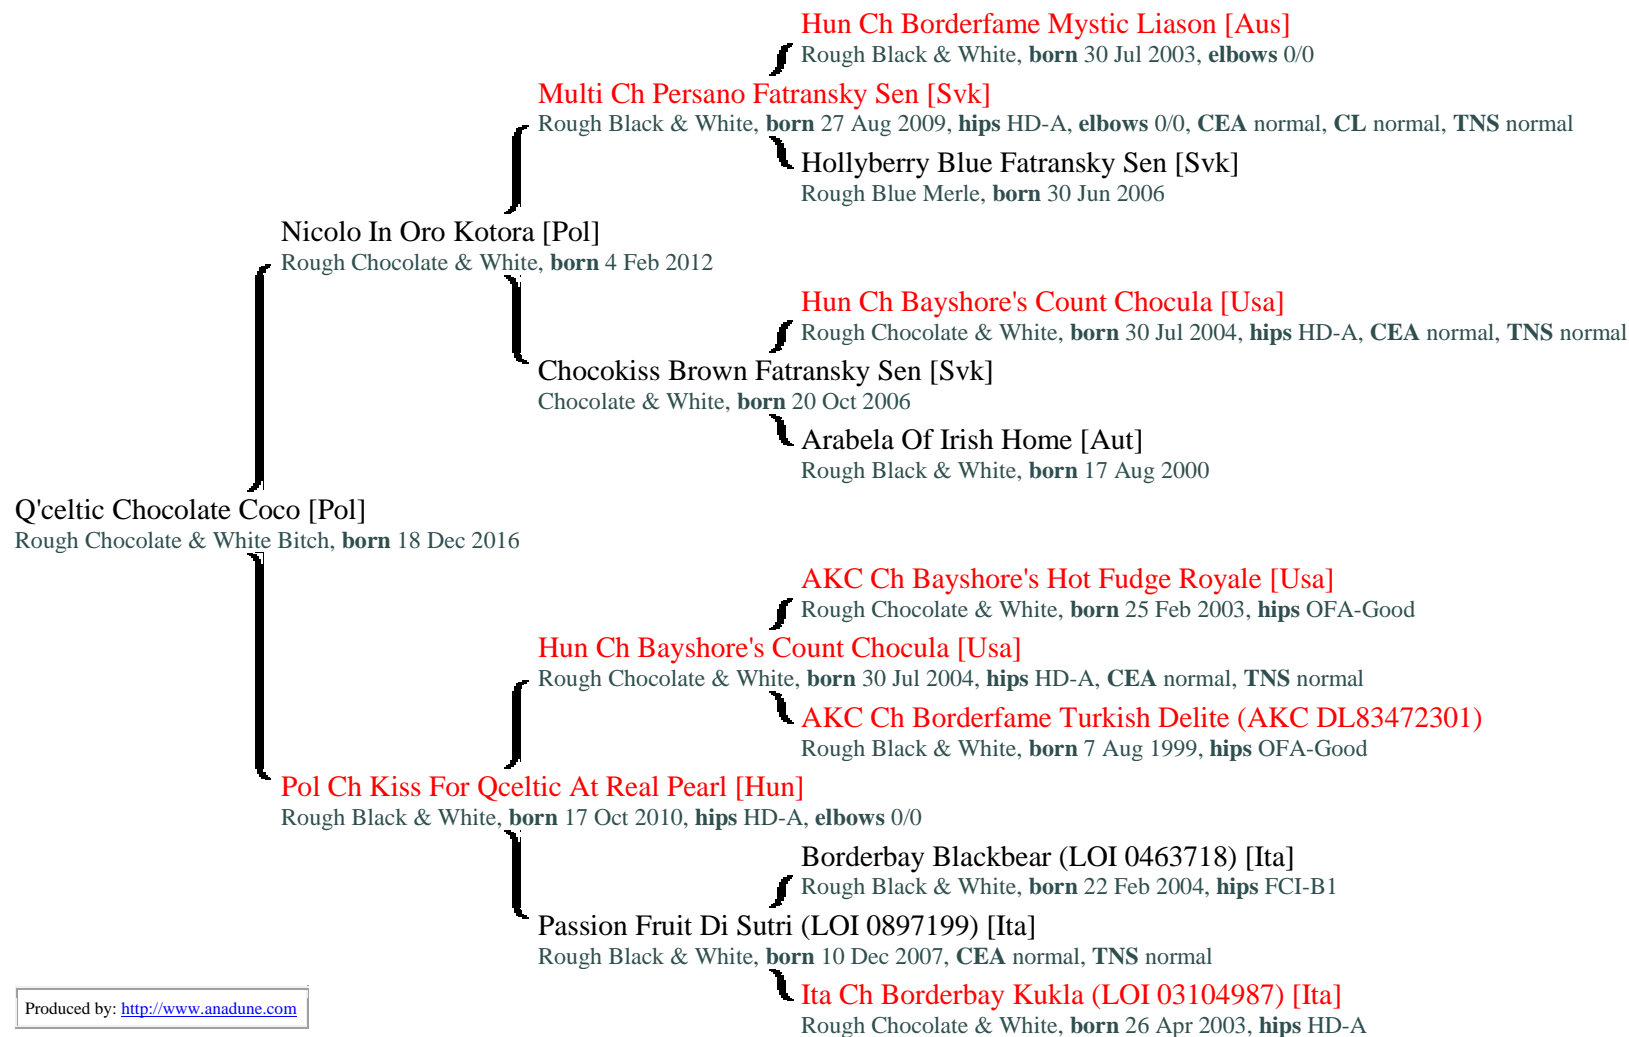 Hun Ch Borderfame Mystic Liason [Aus]
Rough Black & White, born 30 Jul 2003, elbows 0/0
Multi Ch Persano Fatransky Sen [Svk]
Rough Black & White, born 27 Aug 2009, hips HD-A, elbows 0/0, CEA normal, CL normal, TNS normal
Hollyberry Blue Fatransky Sen [Svk]
Rough Blue Merle, born 30 Jun 2006
Nicolo In Oro Kotora [Pol]
Rough Chocolate & White, born 4 Feb 2012
Hun Ch Bayshore's Count Chocula [Usa]
Rough Chocolate & White, born 30 Jul 2004, hips HD-A, CEA normal, TNS normal
Chocokiss Brown Fatransky Sen [Svk]
Chocolate & White, born 20 Oct 2006
Arabela Of Irish Home [Aut]
Rough Black & White, born 17 Aug 2000
Q'celtic Chocolate Coco [Pol]
Rough Chocolate & White Bitch, born 18 Dec 2016
AKC Ch Bayshore's Hot Fudge Royale [Usa]
Rough Chocolate & White, born 25 Feb 2003, hips OFA-Good
Hun Ch Bayshore's Count Chocula [Usa]
Rough Chocolate & White, born 30 Jul 2004, hips HD-A, CEA normal, TNS normal
AKC Ch Borderfame Turkish Delite (AKC DL83472301)
Rough Black & White, born 7 Aug 1999, hips OFA-Good
Pol Ch Kiss For Qceltic At Real Pearl [Hun]
Rough Black & White, born 17 Oct 2010, hips HD-A, elbows 0/0
Borderbay Blackbear (LOI 0463718) [Ita]
Rough Black & White, born 22 Feb 2004, hips FCI-B1
Passion Fruit Di Sutri (LOI 0897199) [Ita]
Rough Black & White, born 10 Dec 2007, CEA normal, TNS normal
Ita Ch Borderbay Kukla (LOI 03104987) [Ita]
Rough Chocolate & White, born 26 Apr 2003, hips HD-A
Produced by: http://www.anadune.com